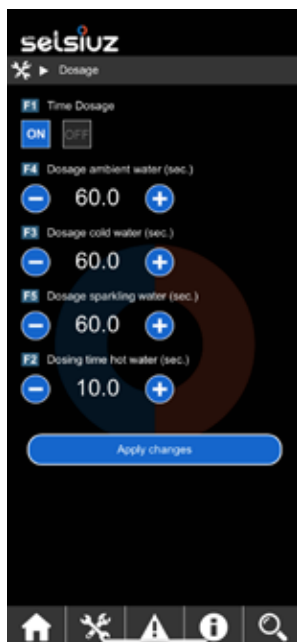 selsiuz
Dosage
F1 Time Dosage
ON OFF
F4 Dosage ambient water (sec.)
60.0
F3 Dosage cold water (sec.)
60.0
F5 Dosage sparkling water (sec.)
60.0
F2 Dosing time hot water (sec.)
10.0
Apply changes